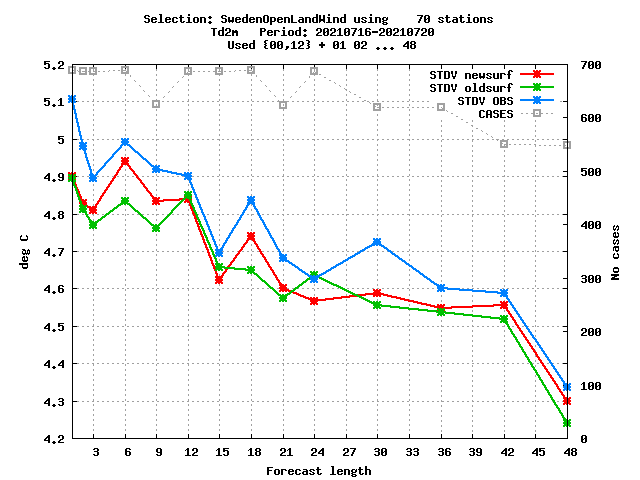 Selection: SwedenOpenLandWind using    70 stations
Td2m   Period: 20210716-20210720
Used {00,12} + 01 02 ... 48
STDV newsurf
STDV oldsurf
STDV OBS
CASES
5.2
5.1
5
4.9
4.8
4.7
4.6
4.5
4.4
4.3
4.2
deg C
700
600
500
400
300
200
100
0
No cases
3 6 9 12 15 18 21 24 27 30 33 36 39 42 45 48
Forecast length